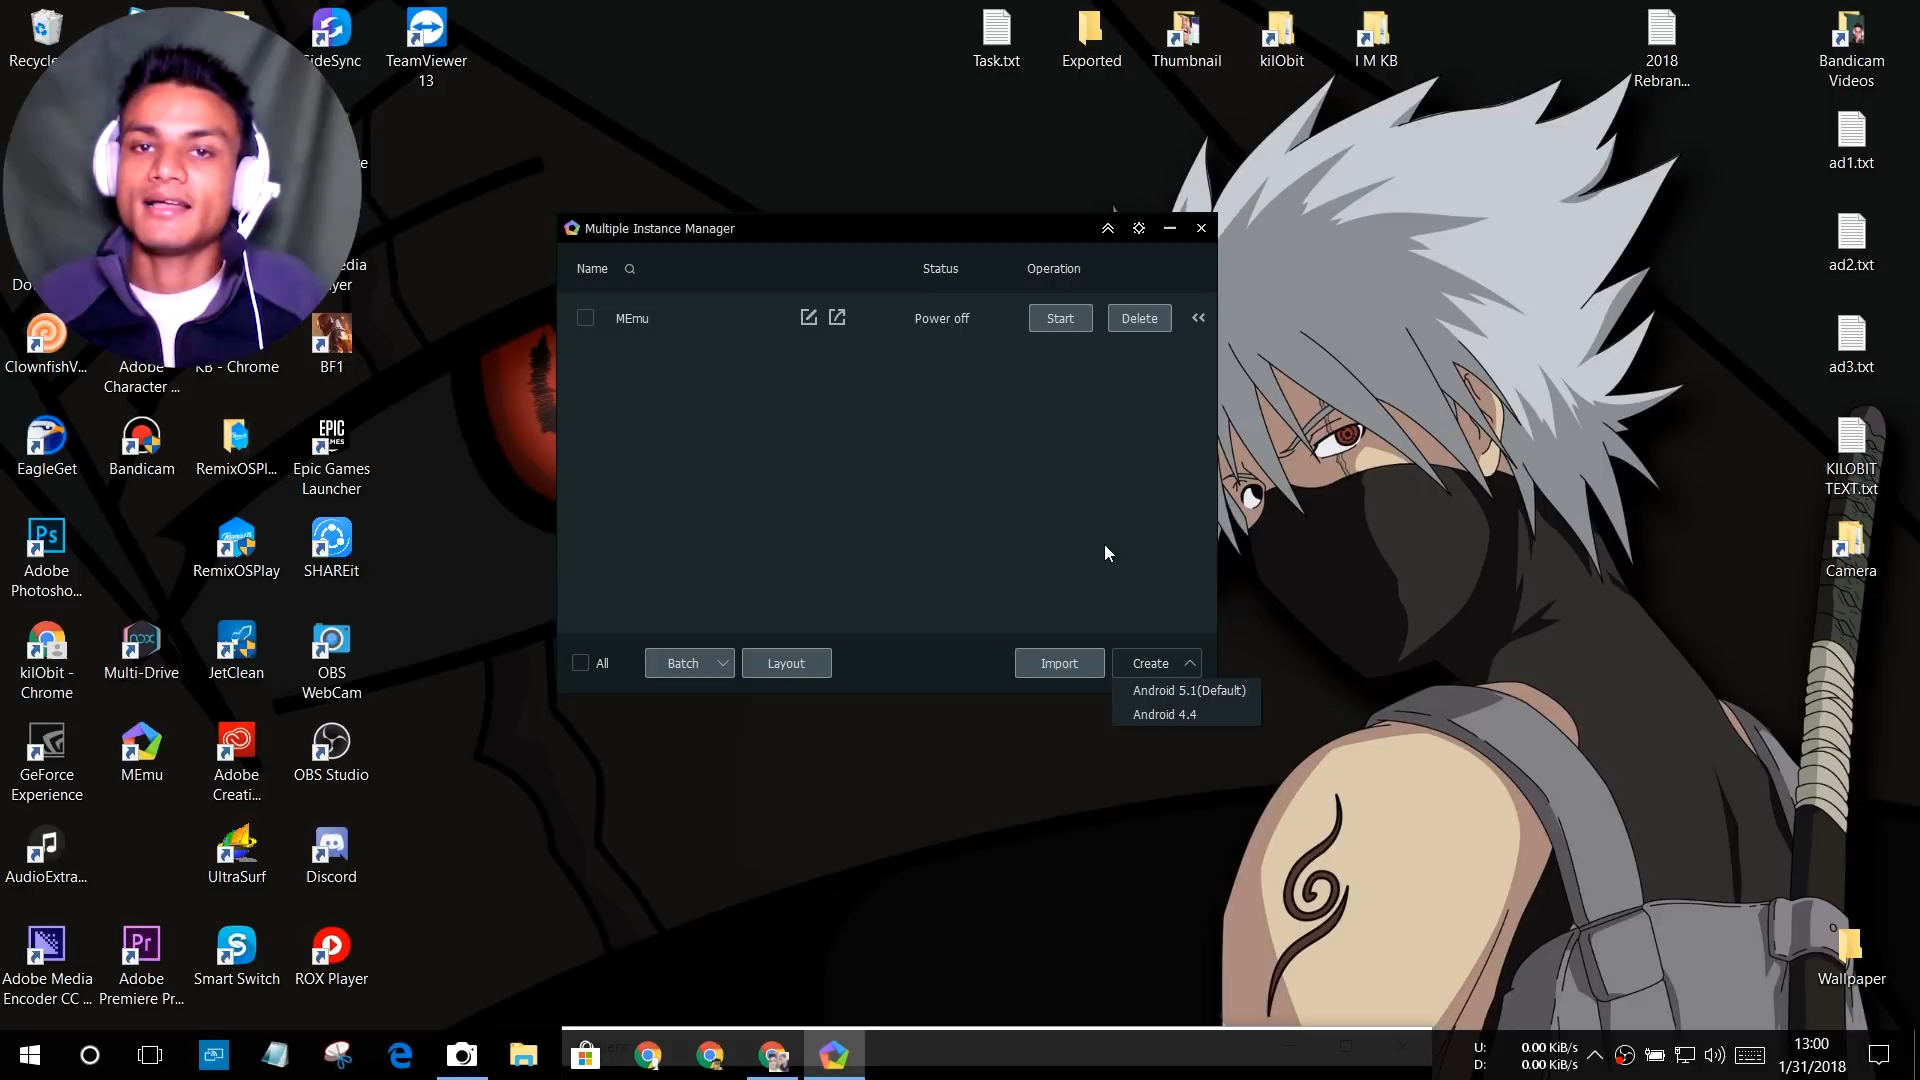 Recycle
SideSync
TeamViewer
13
Task.txt
Exported
Thumbnail
kilObit
I M KB
2018
Rebran...
Bandicam
Videos
ad1.txt
ad2.txt
ad3.txt
KILOBIT
TEXT.txt
Camera
Wallpaper
Multiple Instance Manager
Name
Status
Operation
MEmu
Power off
Start
Delete
All
Batch
Layout
Import
Create
Android 5.1(Default)
Android 4.4
ClownfishV...
Adobe
Character ...
KB - Chrome
BF1
EagleGet
Bandicam
RemixOSPl...
EPIC
GAMES
Epic Games
Launcher
Ps
Adobe
Photosho...
RemixOSPlay
SHAREit
kilObit -
Chrome
nox
Multi-Drive
JetClean
OBS
WebCam
GeForce
Experience
MEmu
Adobe
Creati...
OBS Studio
AudioExtra...
UltraSurf
Discord
Adobe Media
Encoder CC ...
Pr
Adobe
Premiere Pr...
S
Smart Switch
ROX Player
U: 0.00 KiB/s
D: 0.00 KiB/s
13:00
1/31/2018